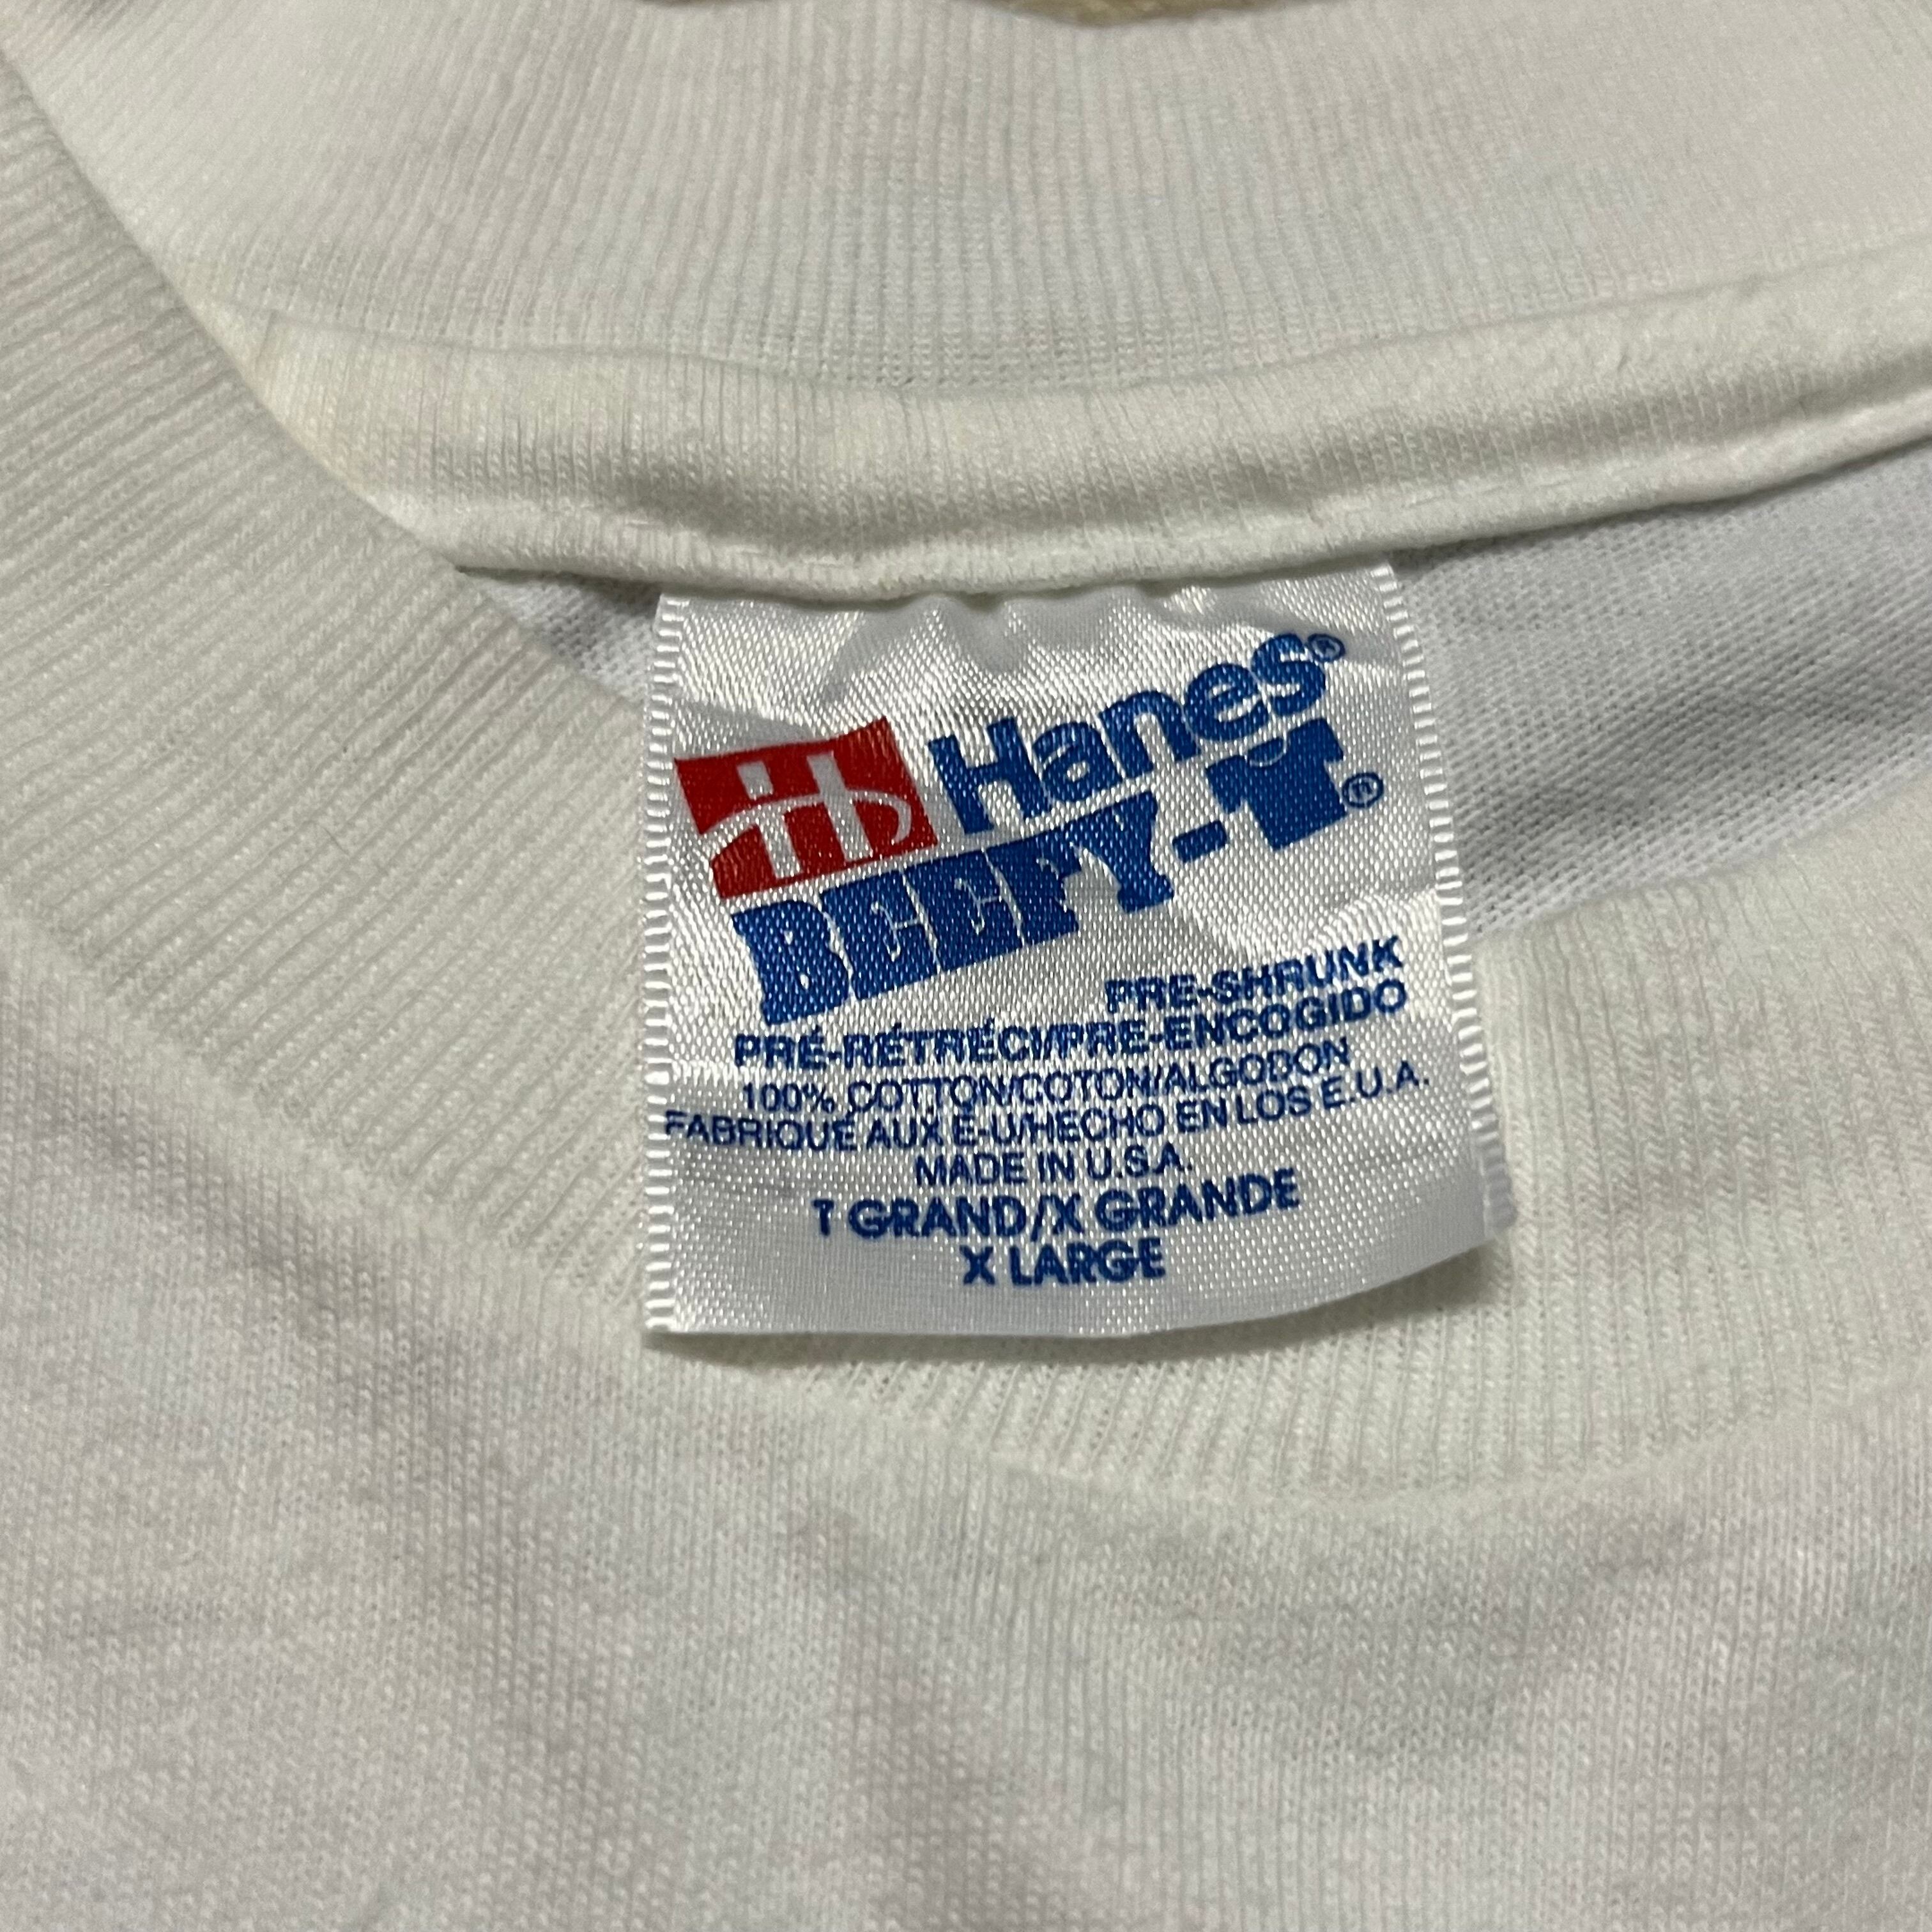 Hanes®
BEEFY-T®
PRE-SHRUNK
PRÉ-RÉTRÉCI/PRE-ENCOGIDO
100% COTTON/COTON/ALGODON
FABRIQUÉ AUX É-U/HECHO EN LOS E.U.A.
MADE IN U.S.A.
T GRAND/X GRANDE
X LARGE